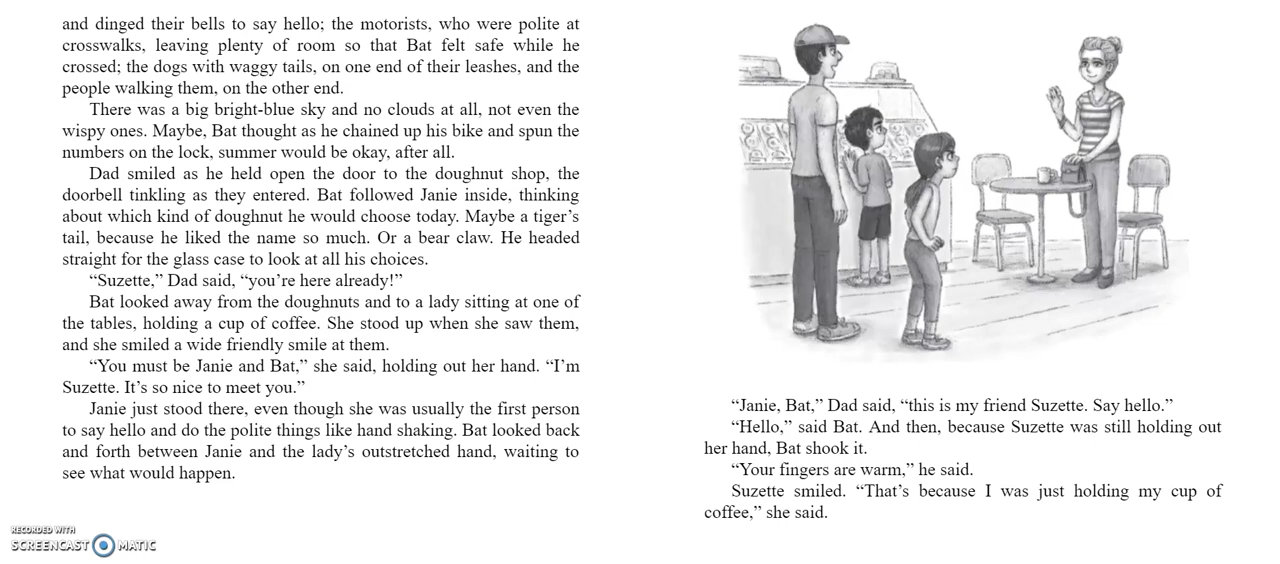 and dinged their bells to say hello; the motorists, who were polite at
crosswalks, leaving plenty of room so that Bat felt safe while he
crossed; the dogs with waggy tails, on one end of their leashes, and the
people walking them, on the other end.
There was a big bright-blue sky and no clouds at all, not even the
wispy ones. Maybe, Bat thought as he chained up his bike and spun the
numbers on the lock, summer would be okay, after all.
Dad smiled as he held open the door to the doughnut shop, the
doorbell tinkling as they entered. Bat followed Janie inside, thinking
about which kind of doughnut he would choose today. Maybe a tiger’s
tail, because he liked the name so much. Or a bear claw. He headed
straight for the glass case to look at all his choices.
“Suzette,” Dad said, “you’re here already!”
Bat looked away from the doughnuts and to a lady sitting at one of
the tables, holding a cup of coffee. She stood up when she saw them,
and she smiled a wide friendly smile at them.
“You must be Janie and Bat,” she said, holding out her hand. “I’m
Suzette. It’s so nice to meet you.”
Janie just stood there, even though she was usually the first person
to say hello and do the polite things like hand shaking. Bat looked back
and forth between Janie and the lady’s outstretched hand, waiting to
see what would happen.
“Janie, Bat,” Dad said, “this is my friend Suzette. Say hello.”
“Hello,” said Bat. And then, because Suzette was still holding out
her hand, Bat shook it.
“Your fingers are warm,” he said.
Suzette smiled. “That’s because I was just holding my cup of
coffee,” she said.
RECORDED WITH
SCREENCAST MATIC